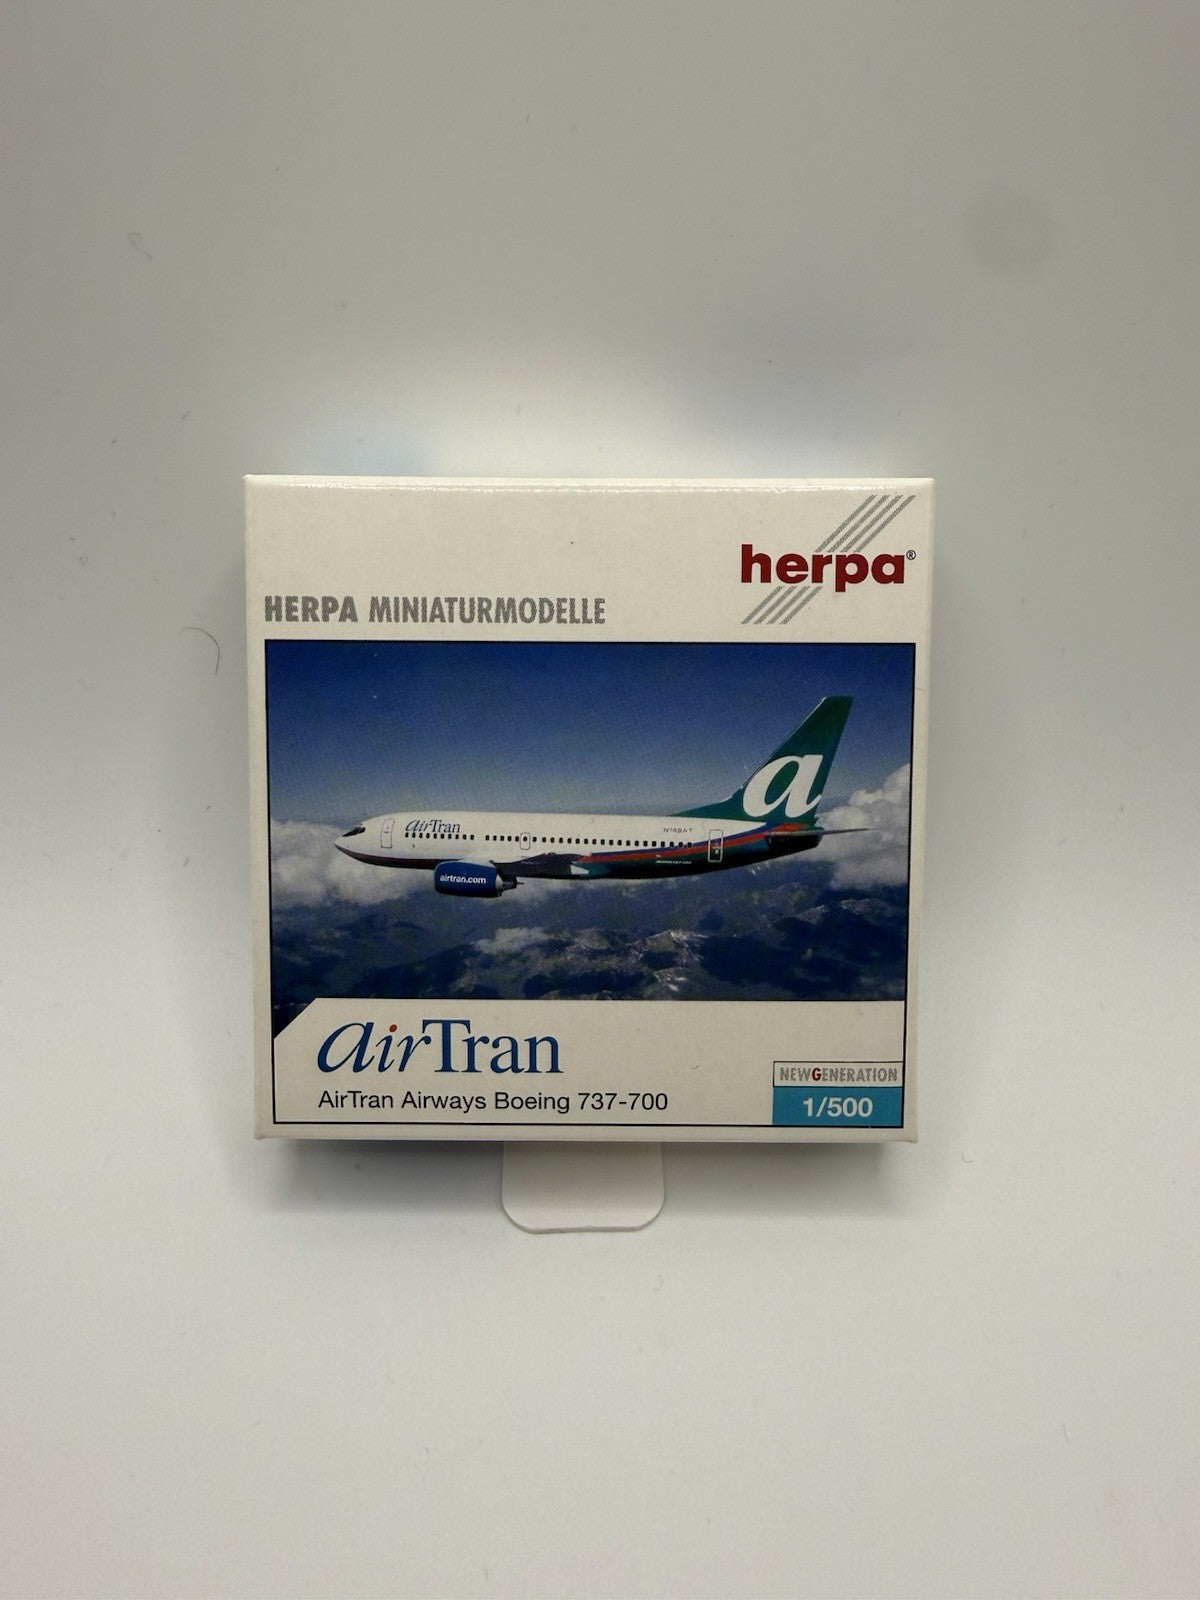 herpa®
HERPA MINIATURMODELLE
a
airTran
airtran.com
airTran
AirTran Airways Boeing 737-700
NEWGENERATION
1/500